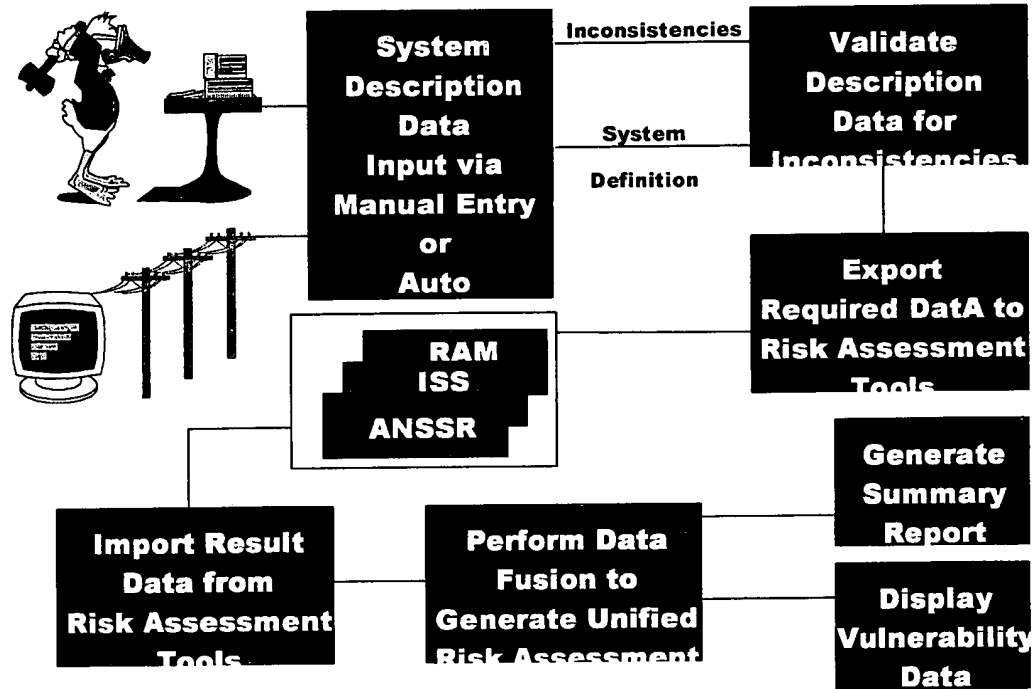 System
Description
Data
Input via
Manual Entry
or
Auto
Inconsistencies
System
Definition
Validate
Description
Data for
Inconsistencies
Export
Required DatA to
Risk Assessment
Tools
RAM
ISS
ANSSR
Import Result
Data from
Risk Assessment
Tools
Perform Data
Fusion to
Generate Unified
Risk Assessment
Generate
Summary
Report
Display
Vulnerability
Data